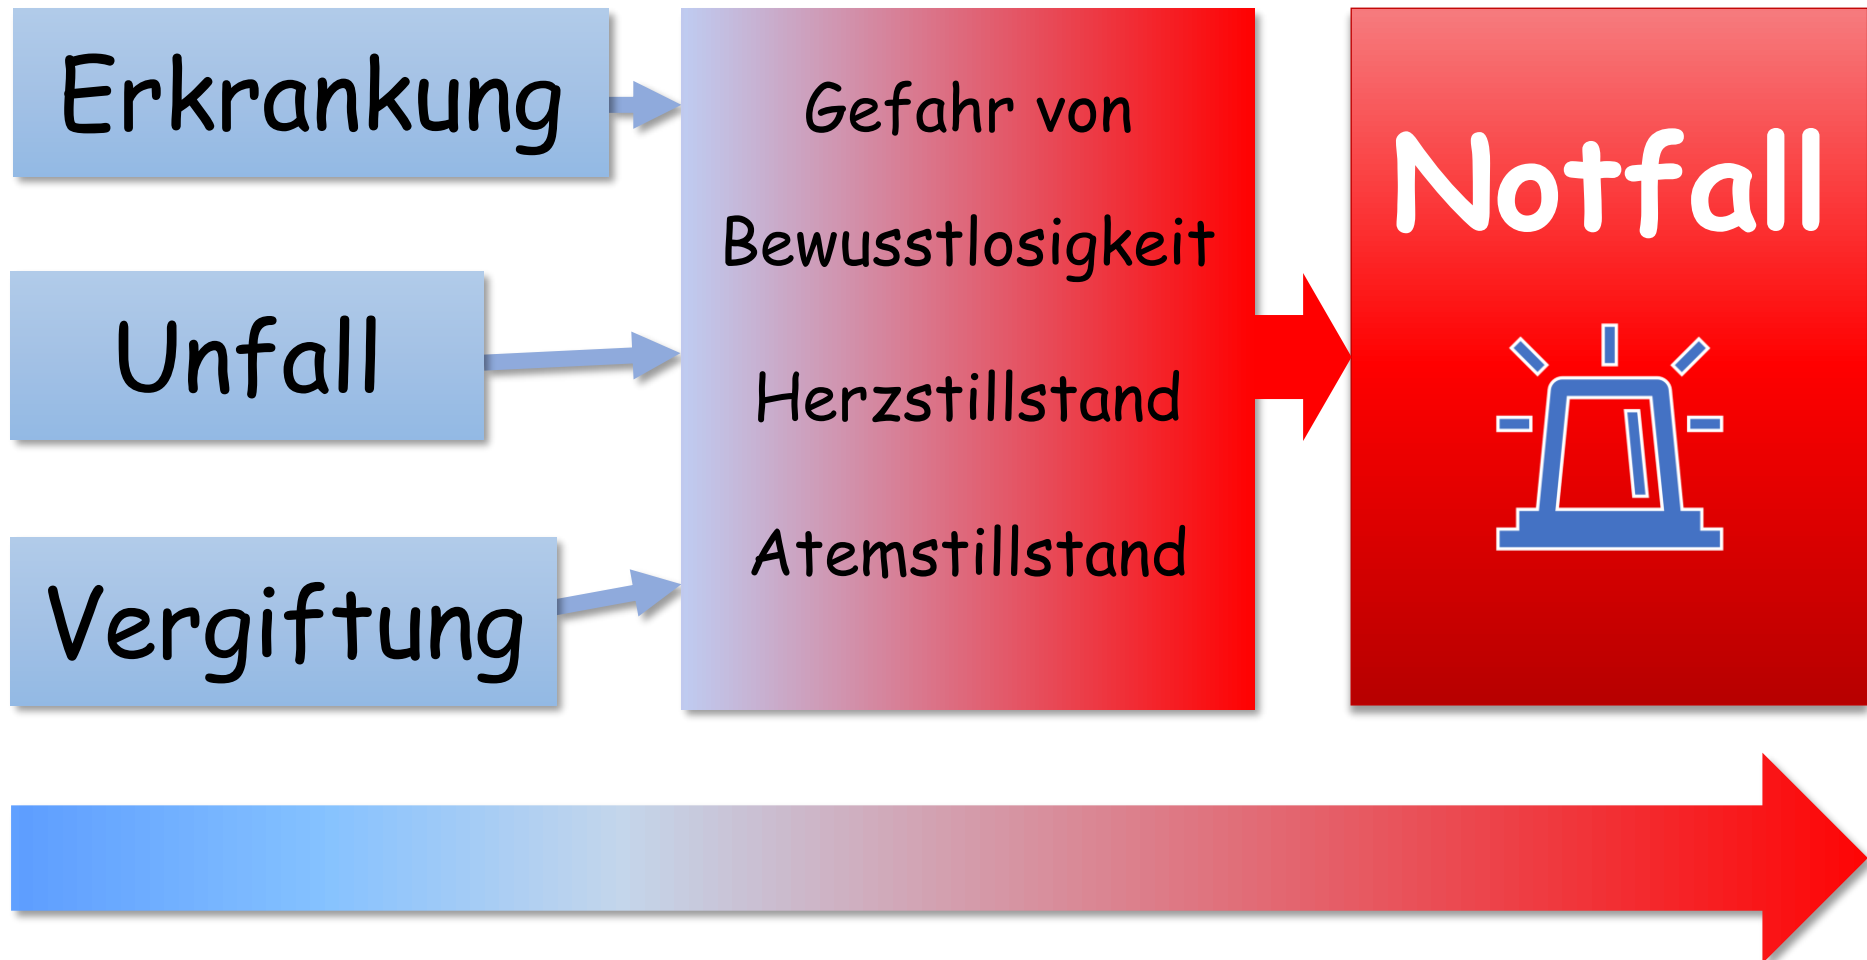 Erkrankung
Unfall
Vergiftung
Gefahr von
Bewusstlosigkeit
Herzstillstand
Atemstillstand
Notfall